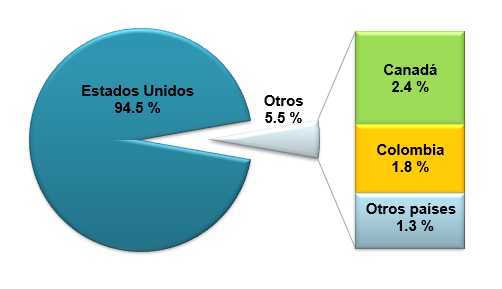 Estados Unidos
94.5 %
Otros
5.5 %
Canadá
2.4 %
Colombia
1.8 %
Otros países
1.3 %